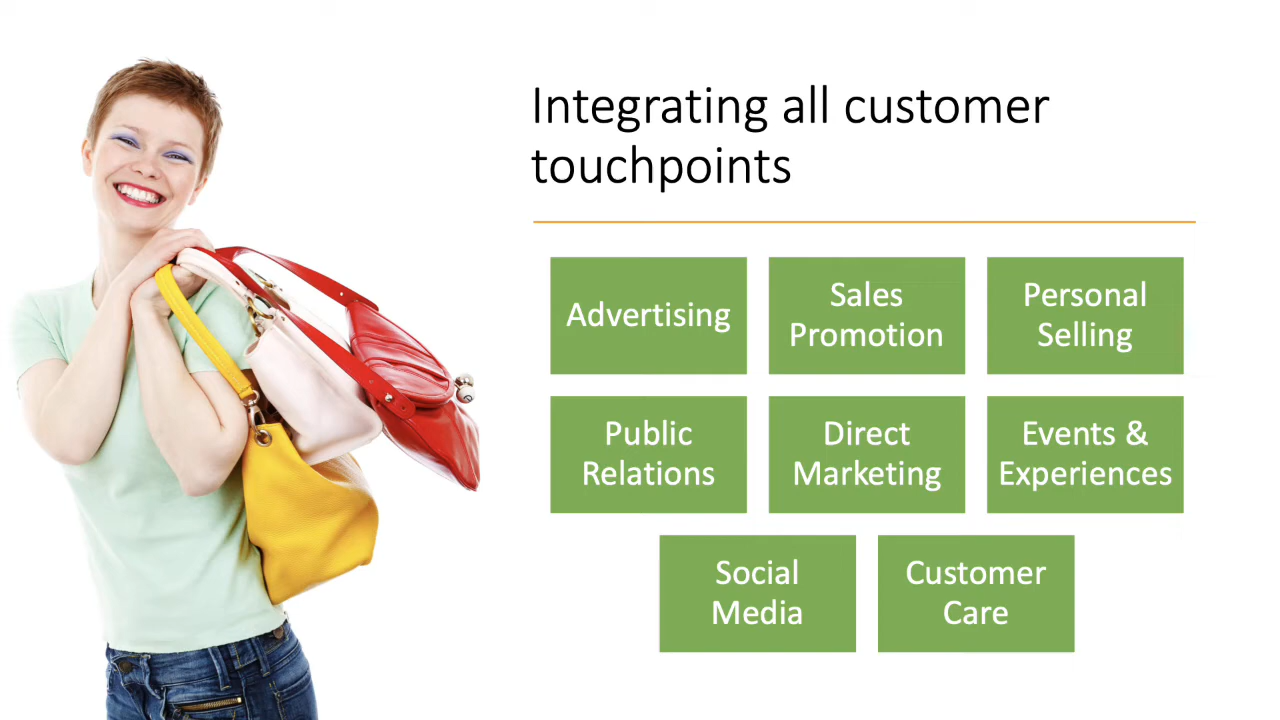 Integrating all customer
touchpoints
Advertising
Sales
Promotion
Personal
Selling
Public
Relations
Direct
Marketing
Events &
Experiences
Social
Media
Customer
Care